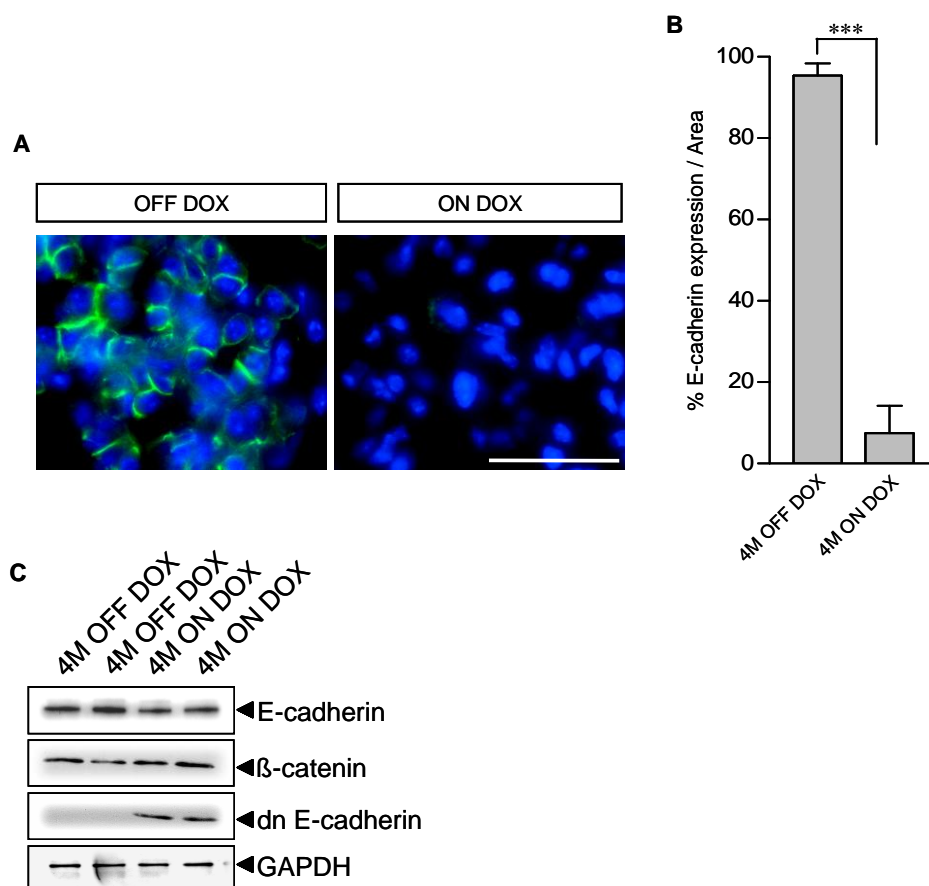 A
OFF DOX
ON DOX
B
***
100
80
60
40
20
0
% E-cadherin expression / Area
4M OFF DOX
4M ON DOX
C
4M OFF DOX
4M OFF DOX
4M ON DOX
4M ON DOX
E-cadherin
ß-catenin
dn E-cadherin
GAPDH